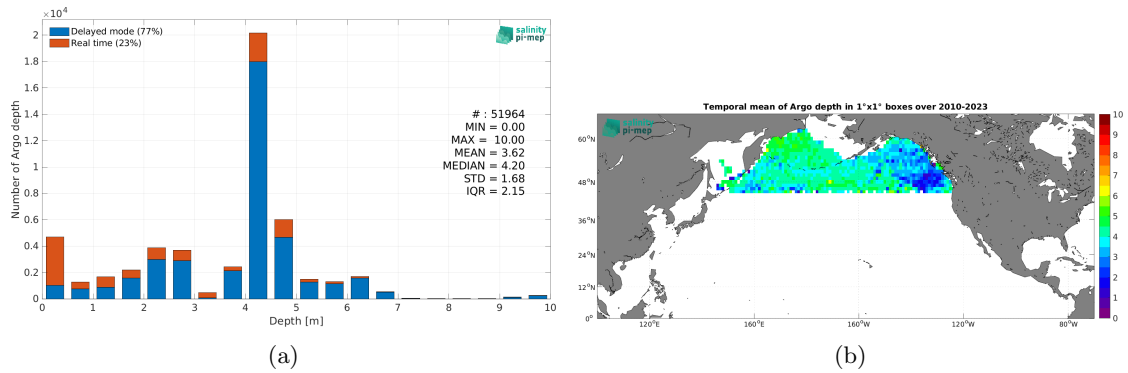 ×10⁴
Delayed mode (77%)
Real time (23%)
salinity
pi-mep
# : 51964
MIN = 0.00
MAX = 10.00
MEAN = 3.62
MEDIAN = 4.20
STD = 1.68
IQR = 2.15
Number of Argo depth
2
1.8
1.6
1.4
1.2
1
0.8
0.6
0.4
0.2
0
0 1 2 3 4 5 6 7 8 9 10
Depth [m]
(a)
Temporal mean of Argo depth in 1°x1° boxes over 2010-2023
salinity
pi-mep
60°N
48°N
36°N
24°N
12°N
0°
120°E 160°E 160°W 120°W 80°W
10
9
8
7
6
5
4
3
2
1
0
(b)